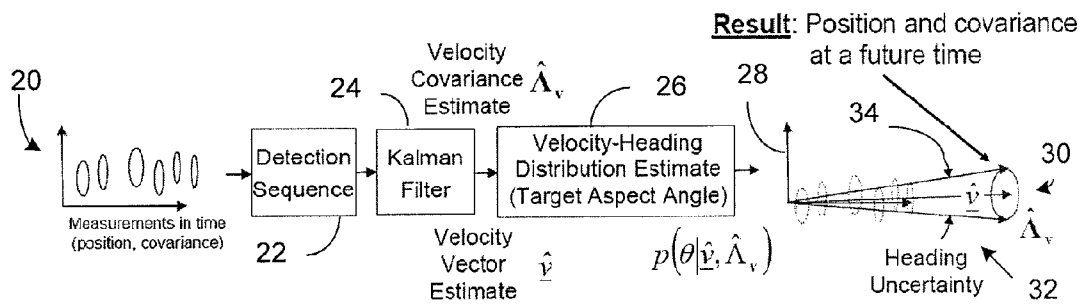 Result: Position and covariance
at a future time
20
Velocity
Covariance
Estimate Λ̂ᵥ
24
26
28
34
30
Detection
Sequence
Kalman
Filter
Velocity-Heading
Distribution Estimate
(Target Aspect Angle)
v̂
Λ̂ᵥ
Measurements in time
(position, covariance)
22
Velocity
Vector
Estimate v̂
p(θ|v̂, Λ̂ᵥ)
Heading
Uncertainty
32